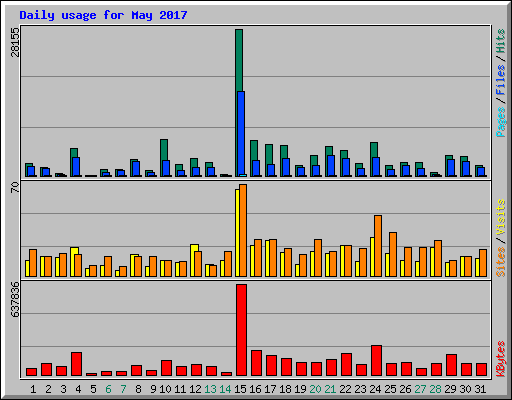 Daily usage for May 2017
28155
Pages/Files/Hits
70
Sites/Visits
637836
KBytes
1 2 3 4 5 6 7 8 9 10 11 12 13 14 15 16 17 18 19 20 21 22 23 24 25 26 27 28 29 30 31